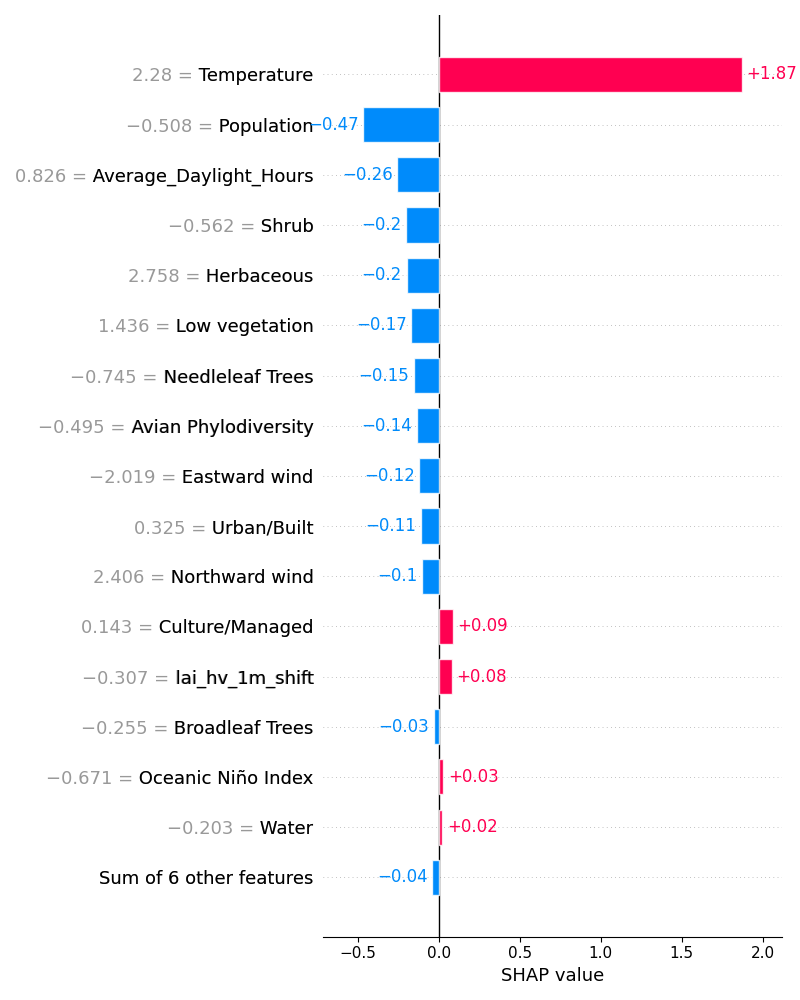 2.28 = Temperature +1.87
−0.508 = Population −0.47
0.826 = Average_Daylight_Hours −0.26
−0.562 = Shrub −0.2
2.758 = Herbaceous −0.2
1.436 = Low vegetation −0.17
−0.745 = Needleleaf Trees −0.15
−0.495 = Avian Phylodiversity −0.14
−2.019 = Eastward wind −0.12
0.325 = Urban/Built −0.11
2.406 = Northward wind −0.1
0.143 = Culture/Managed +0.09
−0.307 = lai_hv_1m_shift +0.08
−0.255 = Broadleaf Trees −0.03
−0.671 = Oceanic Niño Index +0.03
−0.203 = Water +0.02
Sum of 6 other features −0.04
−0.5 0.0 0.5 1.0 1.5 2.0
SHAP value